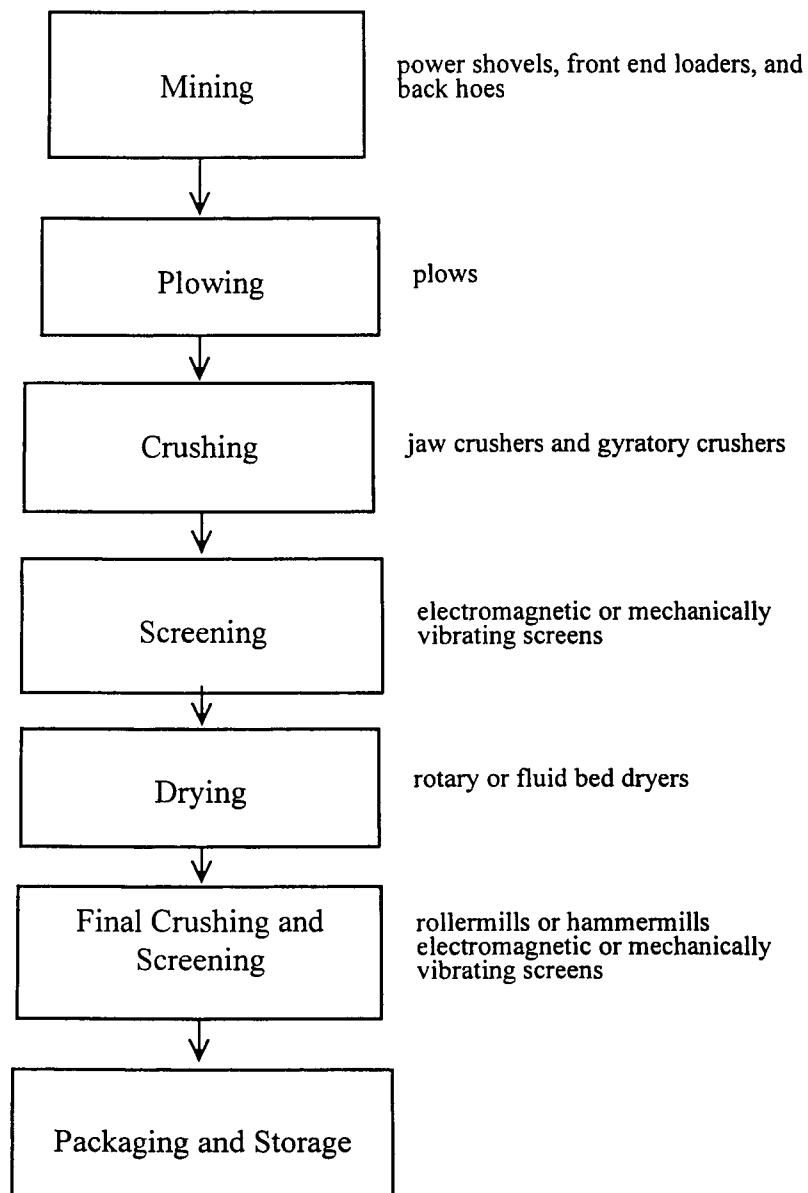 Mining
power shovels, front end loaders, and
back hoes
Plowing
plows
Crushing
jaw crushers and gyratory crushers
Screening
electromagnetic or mechanically
vibrating screens
Drying
rotary or fluid bed dryers
Final Crushing and
Screening
rollermills or hammermills
electromagnetic or mechanically
vibrating screens
Packaging and Storage